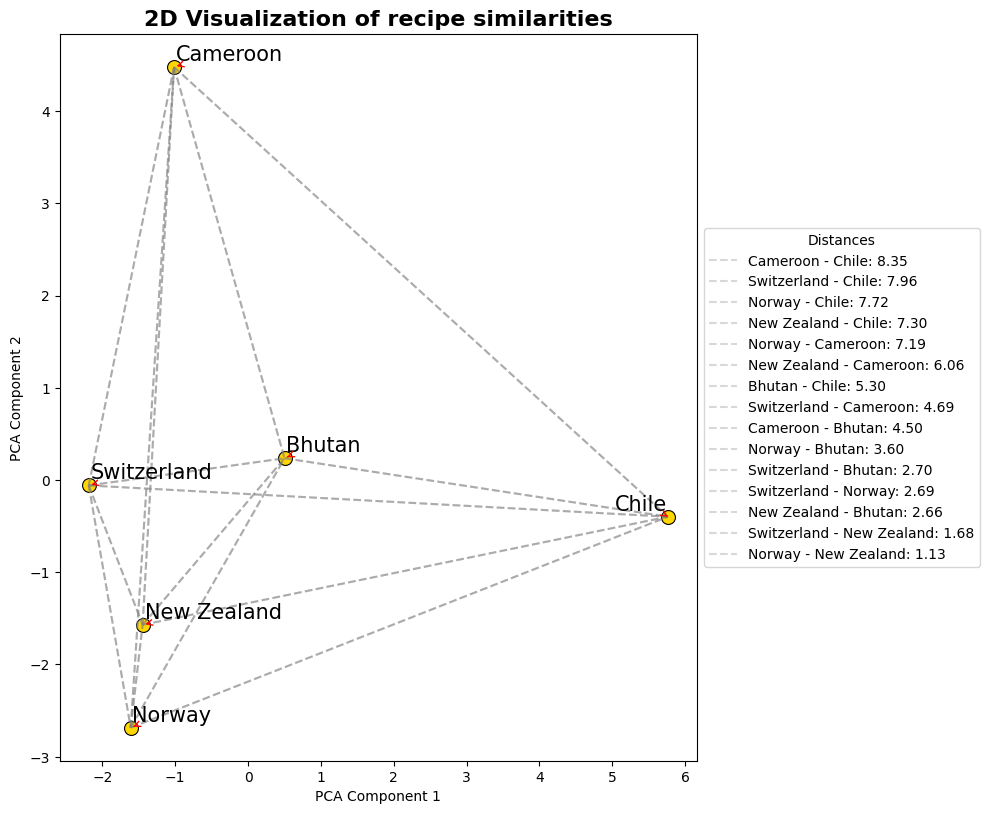 2D Visualization of recipe similarities
Cameroon
Bhutan
Switzerland
Chile
New Zealand
Norway
PCA Component 2
4
3
2
1
0
−1
−2
−3
−2
−1
0
1
2
3
4
5
6
PCA Component 1
Distances
Cameroon - Chile: 8.35
Switzerland - Chile: 7.96
Norway - Chile: 7.72
New Zealand - Chile: 7.30
Norway - Cameroon: 7.19
New Zealand - Cameroon: 6.06
Bhutan - Chile: 5.30
Switzerland - Cameroon: 4.69
Cameroon - Bhutan: 4.50
Norway - Bhutan: 3.60
Switzerland - Bhutan: 2.70
Switzerland - Norway: 2.69
New Zealand - Bhutan: 2.66
Switzerland - New Zealand: 1.68
Norway - New Zealand: 1.13